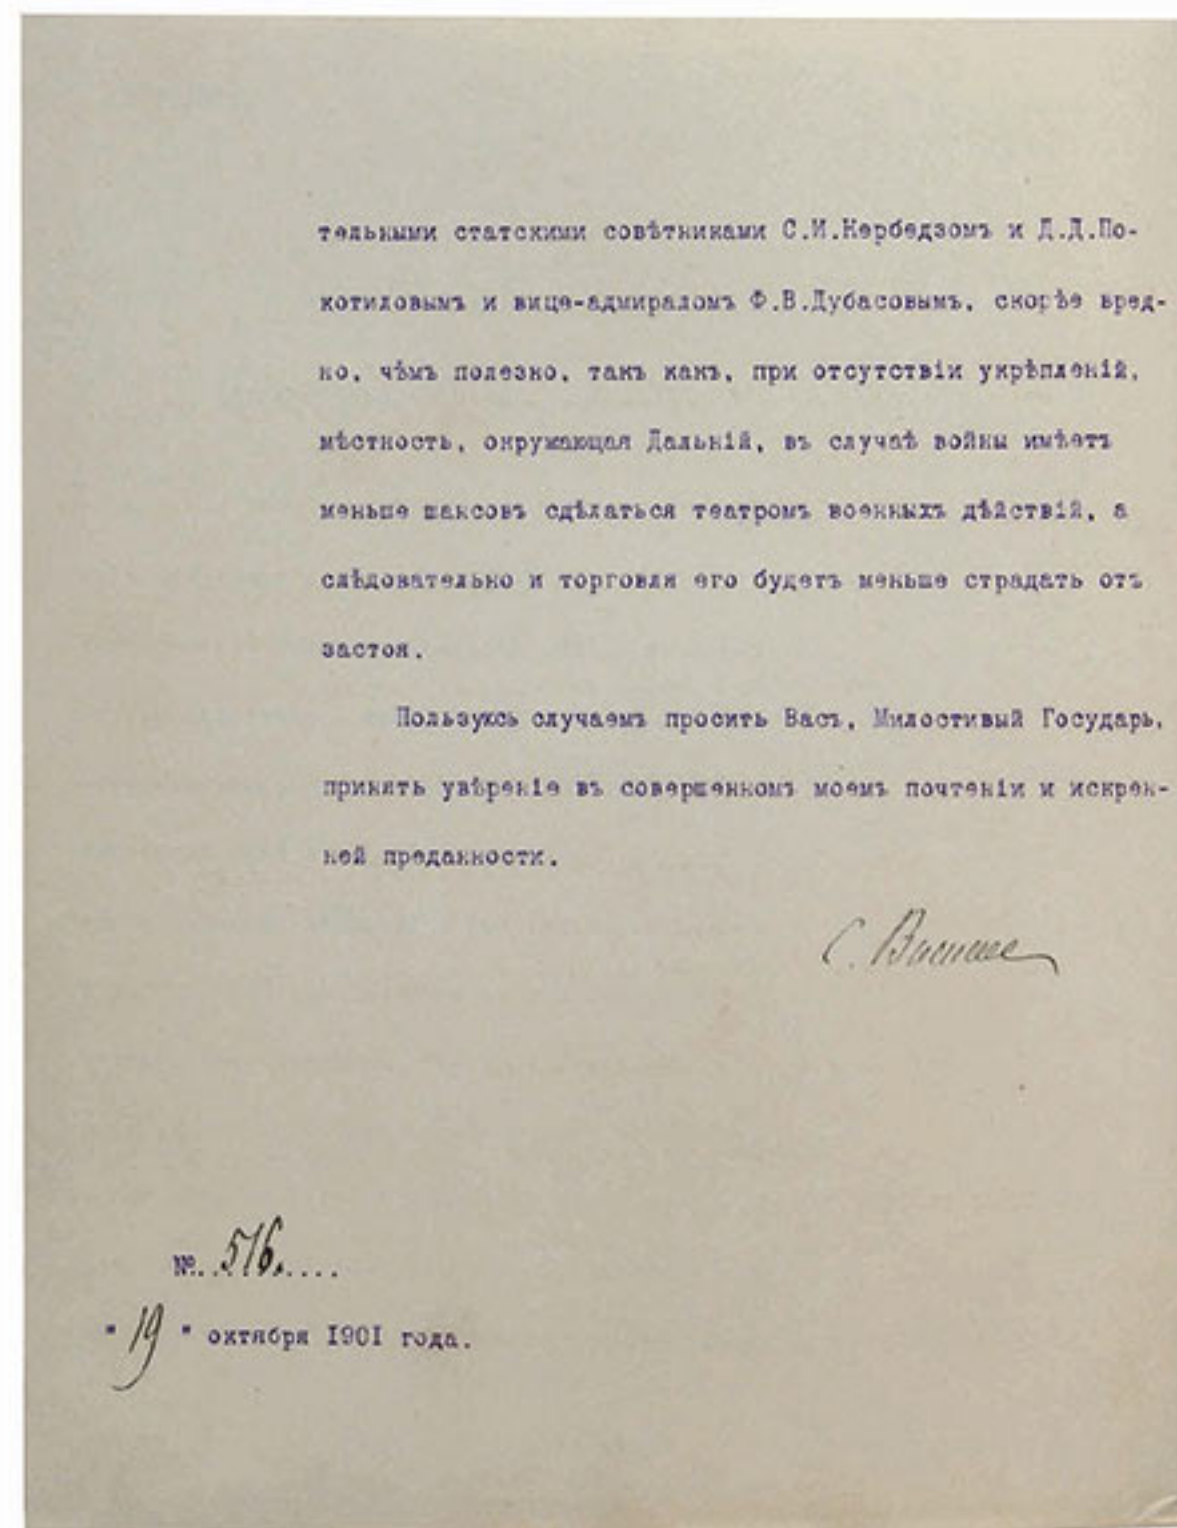 тельными статскими совѣтниками С.И.Кербедзомъ и Д.Д.По-
котиловымъ и вице-адмираломъ Ф.В.Дубасовымъ, скорѣе вред-
но, чѣмъ полезно, такъ какъ, при отсутствіи укрѣпленій,
мѣстность, окружающая Дальній, въ случаѣ войны имѣетъ
меньше шансовъ сдѣлаться театромъ военныхъ дѣйствій, а
слѣдовательно и торговля его будетъ меньше страдать отъ
застоя.
Пользуюсь случаемъ просить Васъ, Милостивый Государь,
принять увѣреніе въ совершенномъ моемъ почтеніи и искрен-
ней преданности.
С. Витте
№..516.....
"19" октября 1901 года.